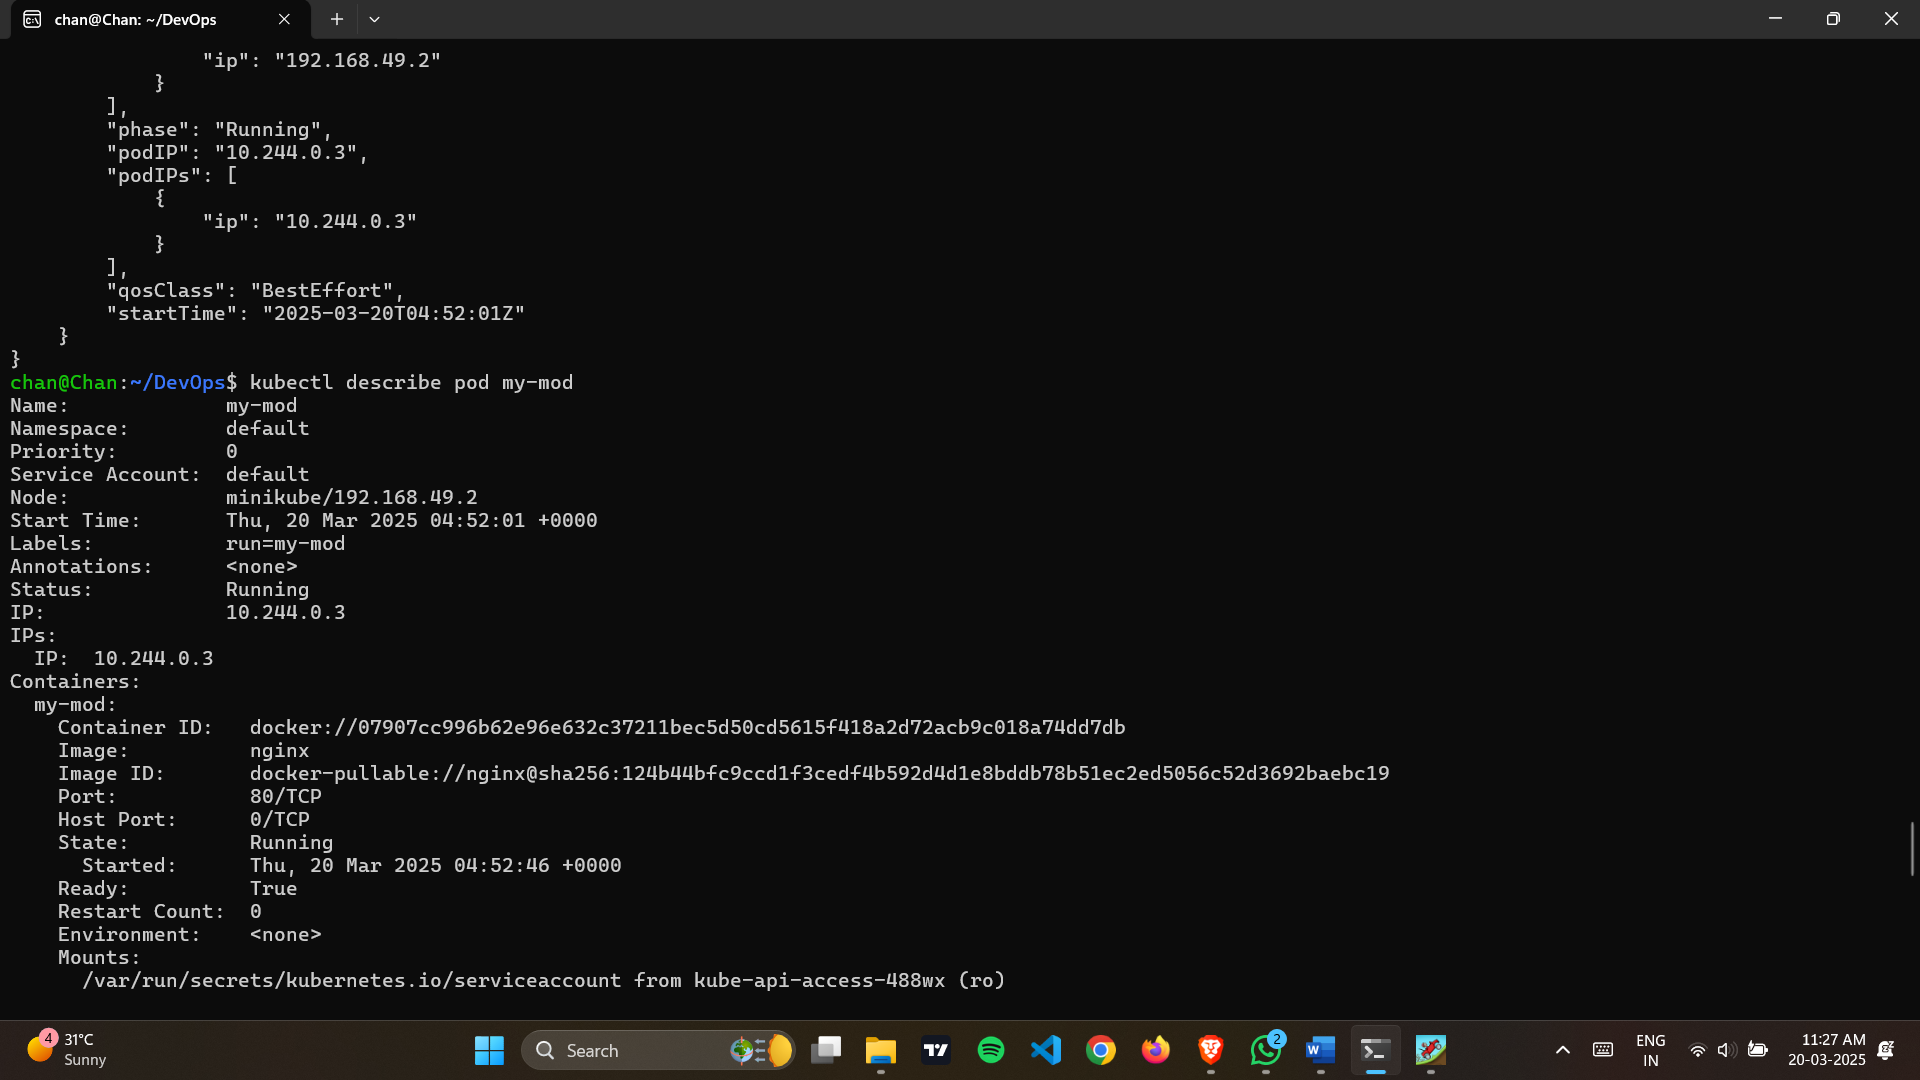 chan@Chan: ~/DevOps
                "ip": "192.168.49.2"
            }
        ],
        "phase": "Running",
        "podIP": "10.244.0.3",
        "podIPs": [
            {
                "ip": "10.244.0.3"
            }
        ],
        "qosClass": "BestEffort",
        "startTime": "2025-03-20T04:52:01Z"
    }
}
chan@Chan:~/DevOps$ kubectl describe pod my-mod
Name:             my-mod
Namespace:        default
Priority:         0
Service Account:  default
Node:             minikube/192.168.49.2
Start Time:       Thu, 20 Mar 2025 04:52:01 +0000
Labels:           run=my-mod
Annotations:      <none>
Status:           Running
IP:               10.244.0.3
IPs:
  IP:  10.244.0.3
Containers:
  my-mod:
    Container ID:   docker://07907cc996b62e96e632c37211bec5d50cd5615f418a2d72acb9c018a74dd7db
    Image:          nginx
    Image ID:       docker-pullable://nginx@sha256:124b44bfc9ccd1f3cedf4b592d4d1e8bddb78b51ec2ed5056c52d3692baebc19
    Port:           80/TCP
    Host Port:      0/TCP
    State:          Running
      Started:      Thu, 20 Mar 2025 04:52:46 +0000
    Ready:          True
    Restart Count:  0
    Environment:    <none>
    Mounts:
      /var/run/secrets/kubernetes.io/serviceaccount from kube-api-access-488wx (ro)
4
31°C
Sunny
Search
2
ENG
IN
11:27 AM
20-03-2025